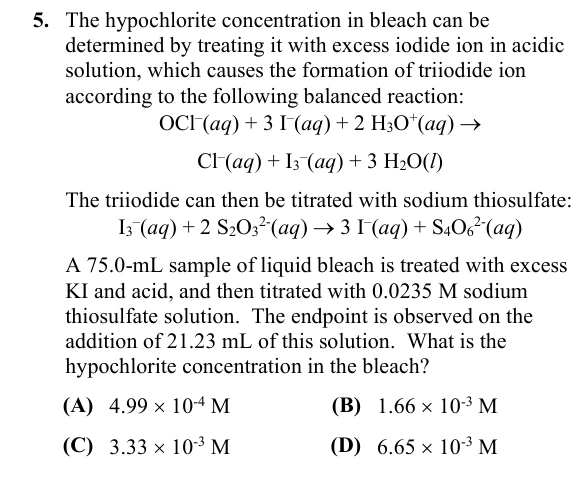 5. The hypochlorite concentration in bleach can be
determined by treating it with excess iodide ion in acidic
solution, which causes the formation of triiodide ion
according to the following balanced reaction:
OCl⁻(aq) + 3 I⁻(aq) + 2 H₃O⁺(aq) →
Cl⁻(aq) + I₃⁻(aq) + 3 H₂O(l)
The triiodide can then be titrated with sodium thiosulfate:
I₃⁻(aq) + 2 S₂O₃²⁻(aq) → 3 I⁻(aq) + S₄O₆²⁻(aq)
A 75.0-mL sample of liquid bleach is treated with excess
KI and acid, and then titrated with 0.0235 M sodium
thiosulfate solution. The endpoint is observed on the
addition of 21.23 mL of this solution. What is the
hypochlorite concentration in the bleach?
(A) 4.99 × 10⁻⁴ M (B) 1.66 × 10⁻³ M
(C) 3.33 × 10⁻³ M (D) 6.65 × 10⁻³ M